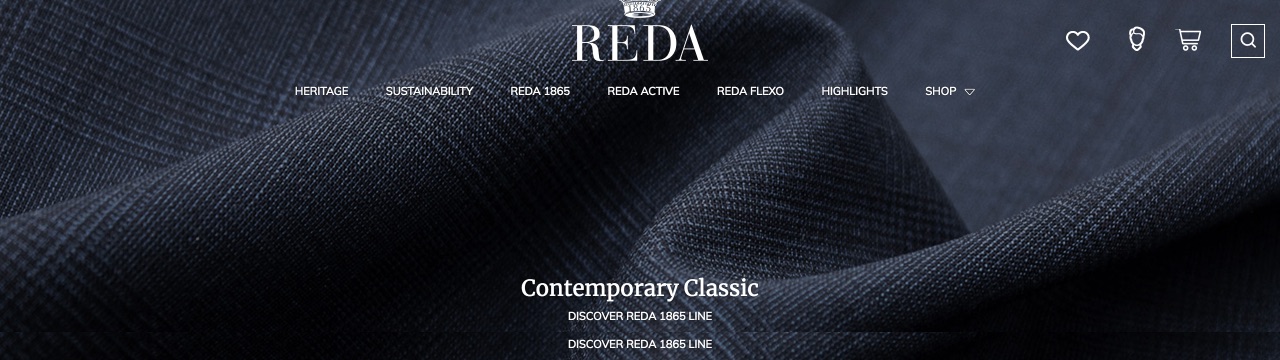 1865
REDA
HERITAGE SUSTAINABILITY REDA 1865 REDA ACTIVE REDA FLEXO HIGHLIGHTS SHOP
Contemporary Classic
DISCOVER REDA 1865 LINE
DISCOVER REDA 1865 LINE